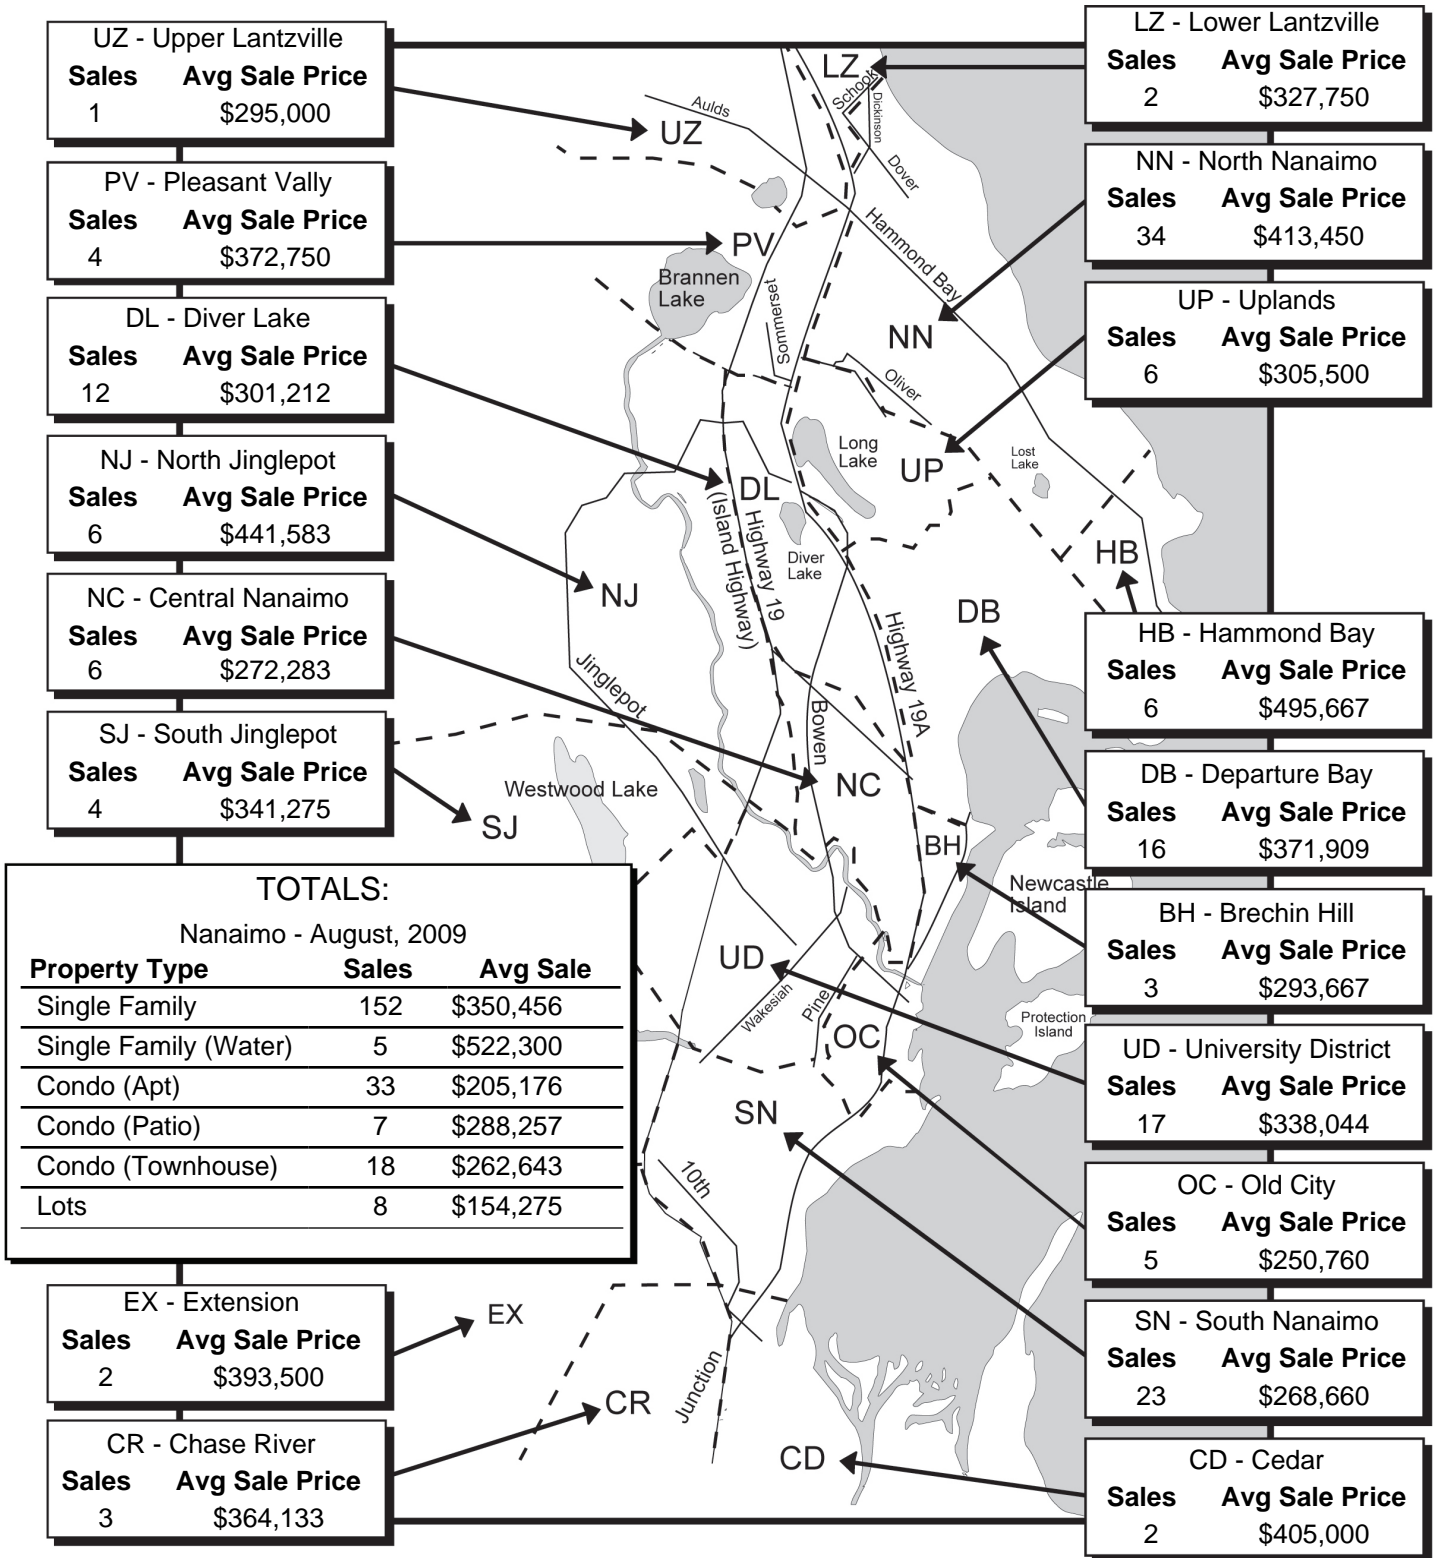 UZ - Upper Lantzville
Sales Avg Sale Price
1 $295,000
PV - Pleasant Vally
Sales Avg Sale Price
4 $372,750
DL - Diver Lake
Sales Avg Sale Price
12 $301,212
NJ - North Jinglepot
Sales Avg Sale Price
6 $441,583
NC - Central Nanaimo
Sales Avg Sale Price
6 $272,283
SJ - South Jinglepot
Sales Avg Sale Price
4 $341,275
TOTALS:
Nanaimo - August, 2009
Property Type Sales Avg Sale
Single Family 152 $350,456
Single Family (Water) 5 $522,300
Condo (Apt) 33 $205,176
Condo (Patio) 7 $288,257
Condo (Townhouse) 18 $262,643
Lots 8 $154,275
EX - Extension
Sales Avg Sale Price
2 $393,500
CR - Chase River
Sales Avg Sale Price
3 $364,133
LZ
Schook
Dickinson
Dover
Aulds
UZ
Hammond Bay
PV
Brannen
Lake
Sommerset
NN
Oliver
Long
Lake
UP
Lost
Lake
DL
Highway 19
(Island Highway)
Diver
Lake
HB
NJ
DB
Highway 19A
Jinglepot
Bowen
NC
Westwood Lake
SJ
BH
Newcastle
Island
UD
Wakesiah
Pine
OC
Protection
Island
SN
10th
EX
CR
Junction
CD
LZ - Lower Lantzville
Sales Avg Sale Price
2 $327,750
NN - North Nanaimo
Sales Avg Sale Price
34 $413,450
UP - Uplands
Sales Avg Sale Price
6 $305,500
HB - Hammond Bay
Sales Avg Sale Price
6 $495,667
DB - Departure Bay
Sales Avg Sale Price
16 $371,909
BH - Brechin Hill
Sales Avg Sale Price
3 $293,667
UD - University District
Sales Avg Sale Price
17 $338,044
OC - Old City
Sales Avg Sale Price
5 $250,760
SN - South Nanaimo
Sales Avg Sale Price
23 $268,660
CD - Cedar
Sales Avg Sale Price
2 $405,000